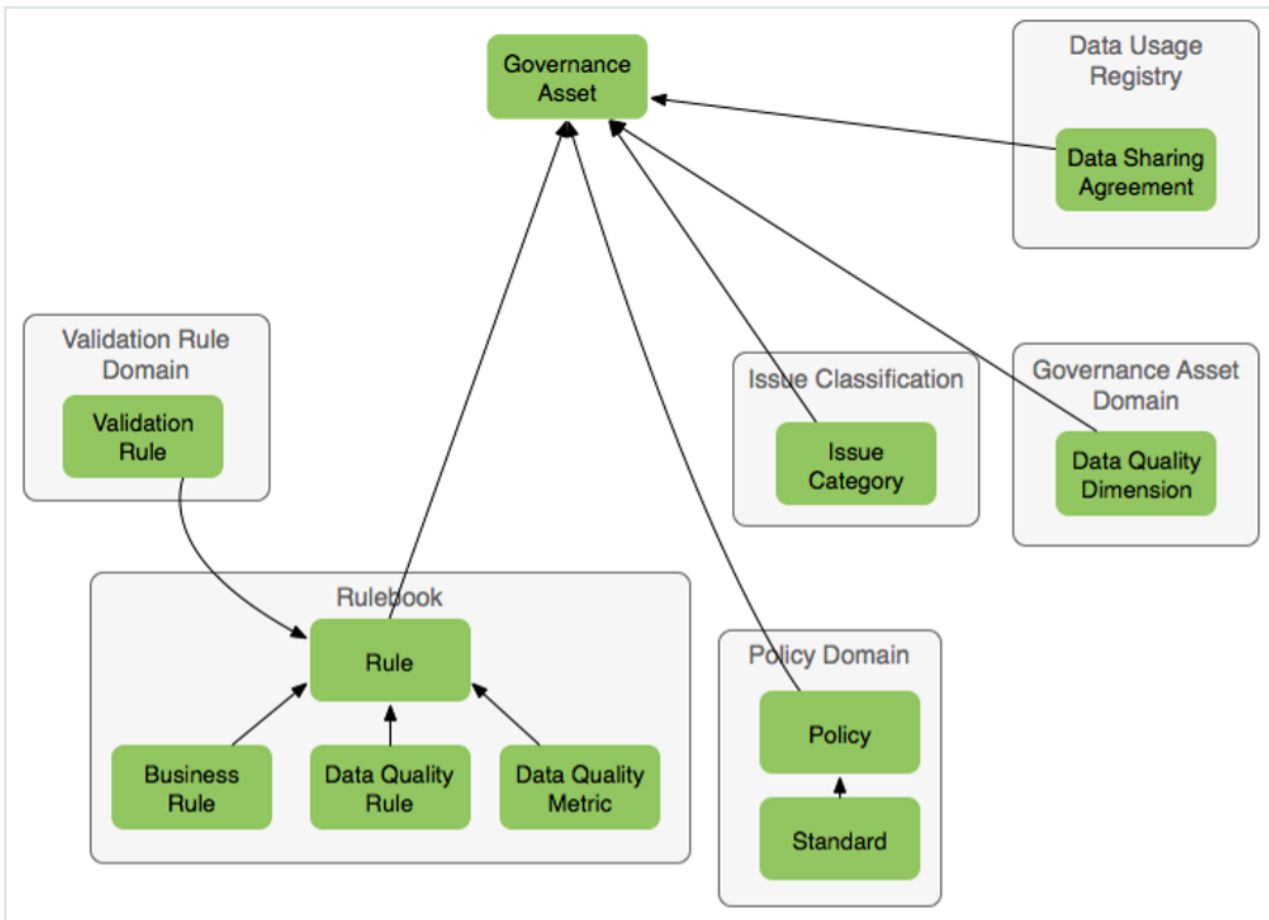 Governance
Asset
Data Usage
Registry
Data Sharing
Agreement
Validation Rule
Domain
Validation
Rule
Issue Classification
Issue
Category
Governance Asset
Domain
Data Quality
Dimension
Rulebook
Rule
Business
Rule
Data Quality
Rule
Data Quality
Metric
Policy Domain
Policy
Standard